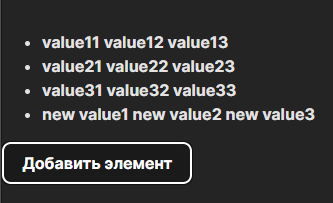 value11 value12 value13
value21 value22 value23
value31 value32 value33
new value1 new value2 new value3
Добавить элемент